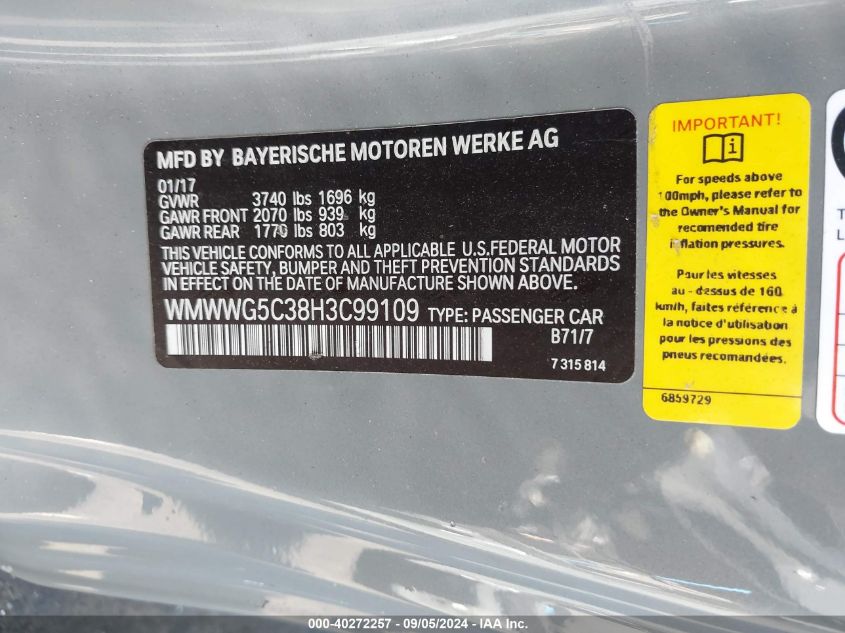 MFD BY BAYERISCHE MOTOREN WERKE AG
01/17
GVWR 3740 lbs 1696 kg
GAWR FRONT 2070 lbs 939 kg
GAWR REAR 1770 lbs 803 kg
THIS VEHICLE CONFORMS TO ALL APPLICABLE U.S.FEDERAL MOTOR
VEHICLE SAFETY, BUMPER AND THEFT PREVENTION STANDARDS
IN EFFECT ON THE DATE OF MANUFACTURE SHOWN ABOVE.
WMWWG5C38H3C99109 TYPE: PASSENGER CAR
B71/7
7 315 814
IMPORTANT!
For speeds above
100mph, please refer to
the Owner's Manual for
recomended tire
inflation pressures.
Pour les vitesses
au - dessus de 160
km/h, faites référence à
la notice d'utilisation
pour les pressions des
pneus recomandées.
6859729
T
L
000-40272257 - 09/05/2024 - IAA Inc.